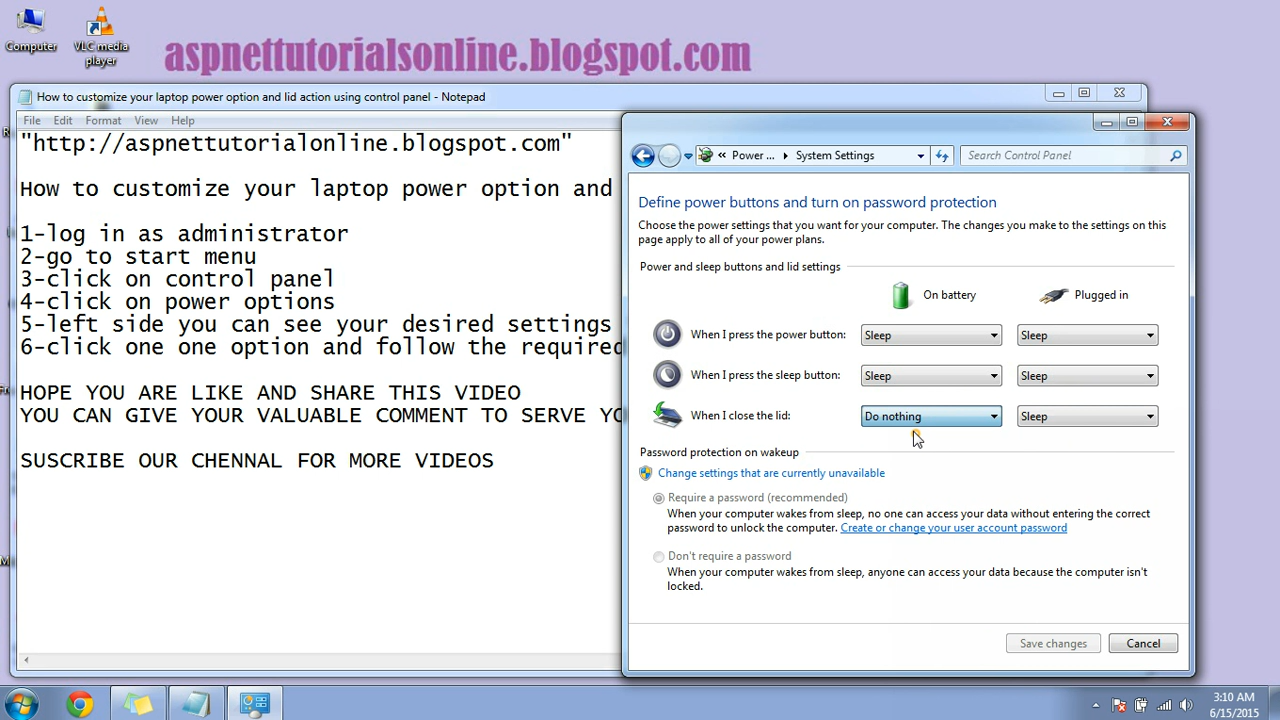 Computer
VLC media
player
aspnettutorialsonline.blogspot.com
How to customize your laptop power option and lid action using control panel - Notepad
File Edit Format View Help
"http://aspnettutorialonline.blogspot.com"
How to customize your laptop power option and
1-log in as administrator
2-go to start menu
3-click on control panel
4-click on power options
5-left side you can see your desired settings
6-click one one option and follow the required
HOPE YOU ARE LIKE AND SHARE THIS VIDEO
YOU CAN GIVE YOUR VALUABLE COMMENT TO SERVE YO
SUSCRIBE OUR CHENNAL FOR MORE VIDEOS
« Power ... System Settings
Search Control Panel
Define power buttons and turn on password protection
Choose the power settings that you want for your computer. The changes you make to the settings on this
page apply to all of your power plans.
Power and sleep buttons and lid settings
On battery Plugged in
When I press the power button: Sleep Sleep
When I press the sleep button: Sleep Sleep
When I close the lid: Do nothing Sleep
Password protection on wakeup
Change settings that are currently unavailable
Require a password (recommended)
When your computer wakes from sleep, no one can access your data without entering the correct
password to unlock the computer. Create or change your user account password
Don't require a password
When your computer wakes from sleep, anyone can access your data because the computer isn't
locked.
Save changes Cancel
3:10 AM
6/15/2015